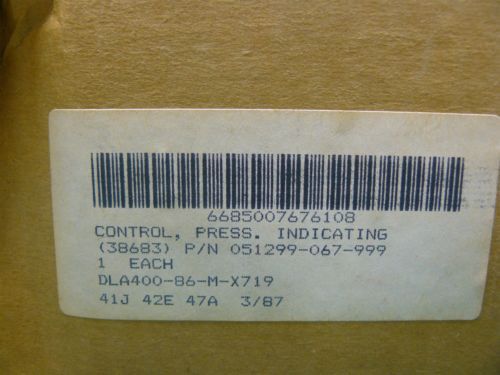 6685007676108
CONTROL, PRESS. INDICATING
(38683) P/N 051299-067-999
1 EACH
DLA400-86-M-X719
41J 42E 47A 3/87